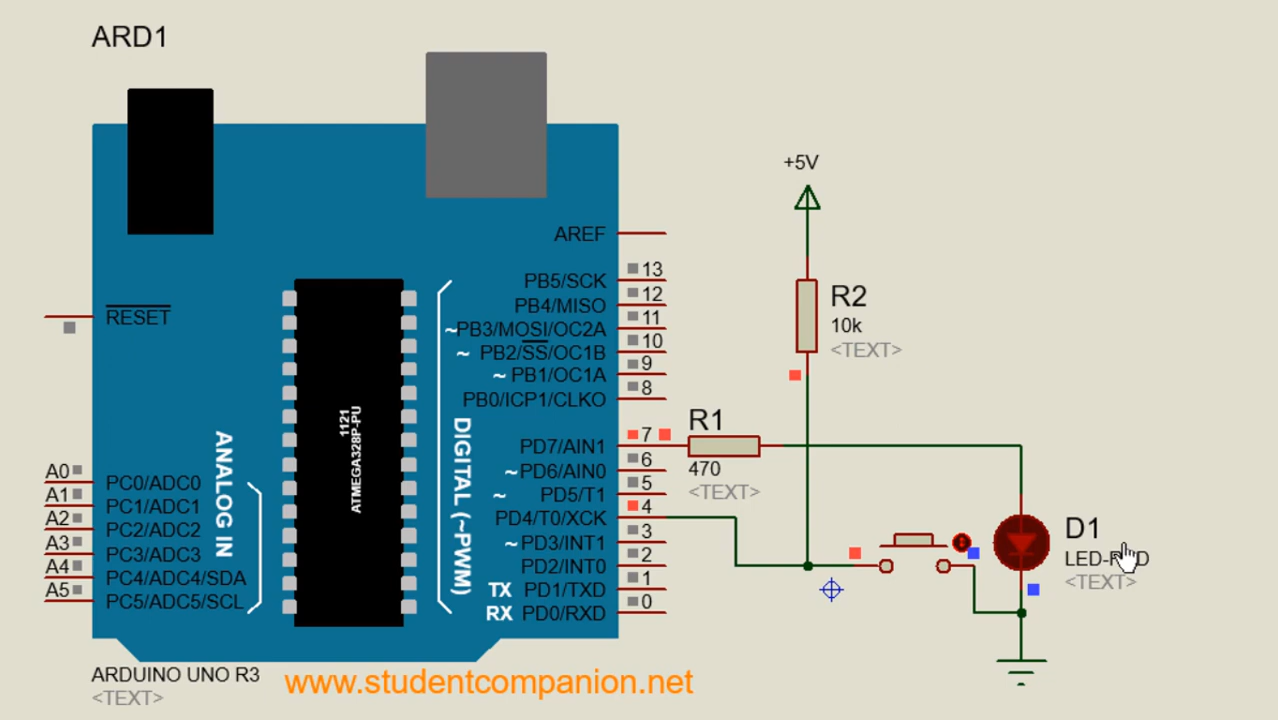 ARD1
+5V
AREF
13
PB5/SCK
12
PB4/MISO
11
~PB3/MOSI/OC2A
10
~ PB2/SS/OC1B
9
~ PB1/OC1A
8
PB0/ICP1/CLKO
RESET
R2
10k
<TEXT>
7
PD7/AIN1
6
~PD6/AIN0
5
~ PD5/T1
4
PD4/T0/XCK
3
~PD3/INT1
2
PD2/INT0
1
TX PD1/TXD
0
RX PD0/RXD
DIGITAL (~PWM)
1121
ATMEGA328P-PU
ANALOG IN
A0
PC0/ADC0
A1
PC1/ADC1
A2
PC2/ADC2
A3
PC3/ADC3
A4
PC4/ADC4/SDA
A5
PC5/ADC5/SCL
R1
470
<TEXT>
D1
<TEXT>
ARDUINO UNO R3
<TEXT>
www.studentcompanion.net